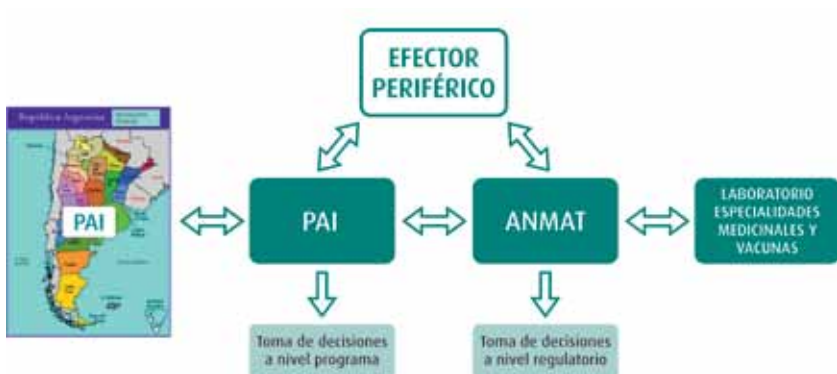 EFECTOR
PERIFÉRICO
República Argentina
PAI
PAI
ANMAT
LABORATORIO
ESPECIALIDADES
MEDICINALES Y
VACUNAS
Toma de decisiones
a nivel programa
Toma de decisiones
a nivel regulatorio